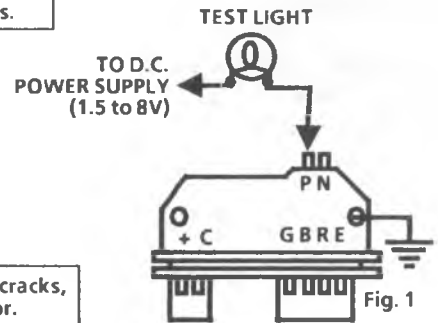 s.
TEST LIGHT
TO D.C.
POWER SUPPLY
(1.5 to 8V)
P N
+ C
G B R E
Fig. 1
cracks,
or.